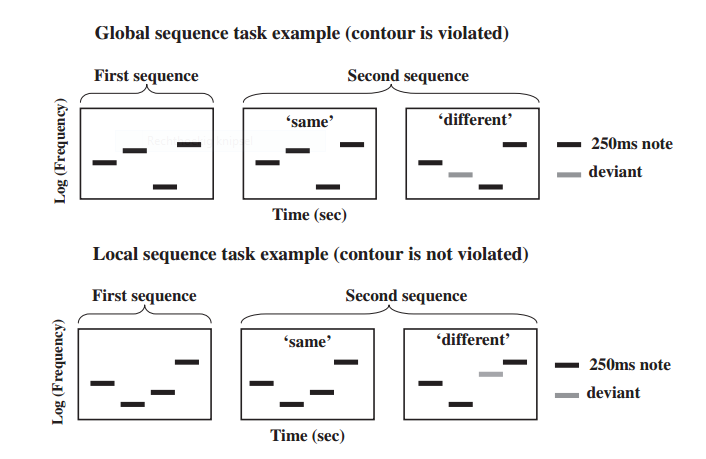 Global sequence task example (contour is violated)
First sequence
Second sequence
Log (Frequency)
‘same’
‘different’
250ms note
deviant
Time (sec)
Local sequence task example (contour is not violated)
First sequence
Second sequence
Log (Frequency)
‘same’
‘different’
250ms note
deviant
Time (sec)